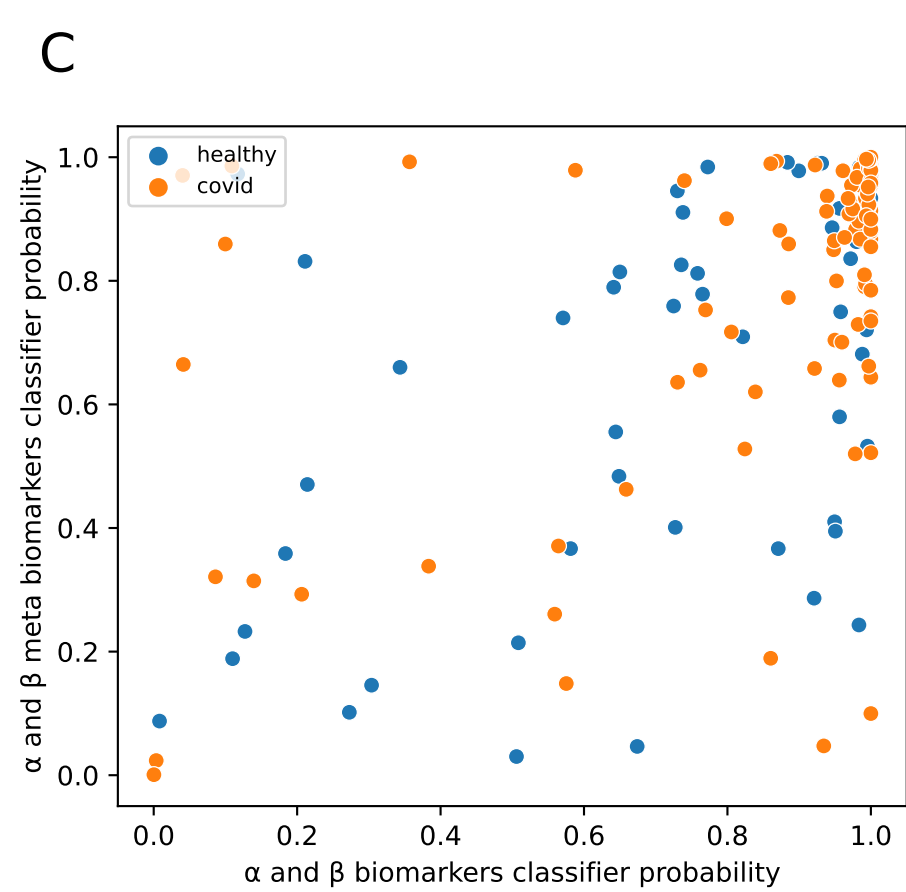 C
healthy
covid
1.0
0.8
0.6
0.4
0.2
0.0
α and β meta biomarkers classifier probability
0.0 0.2 0.4 0.6 0.8 1.0
α and β biomarkers classifier probability